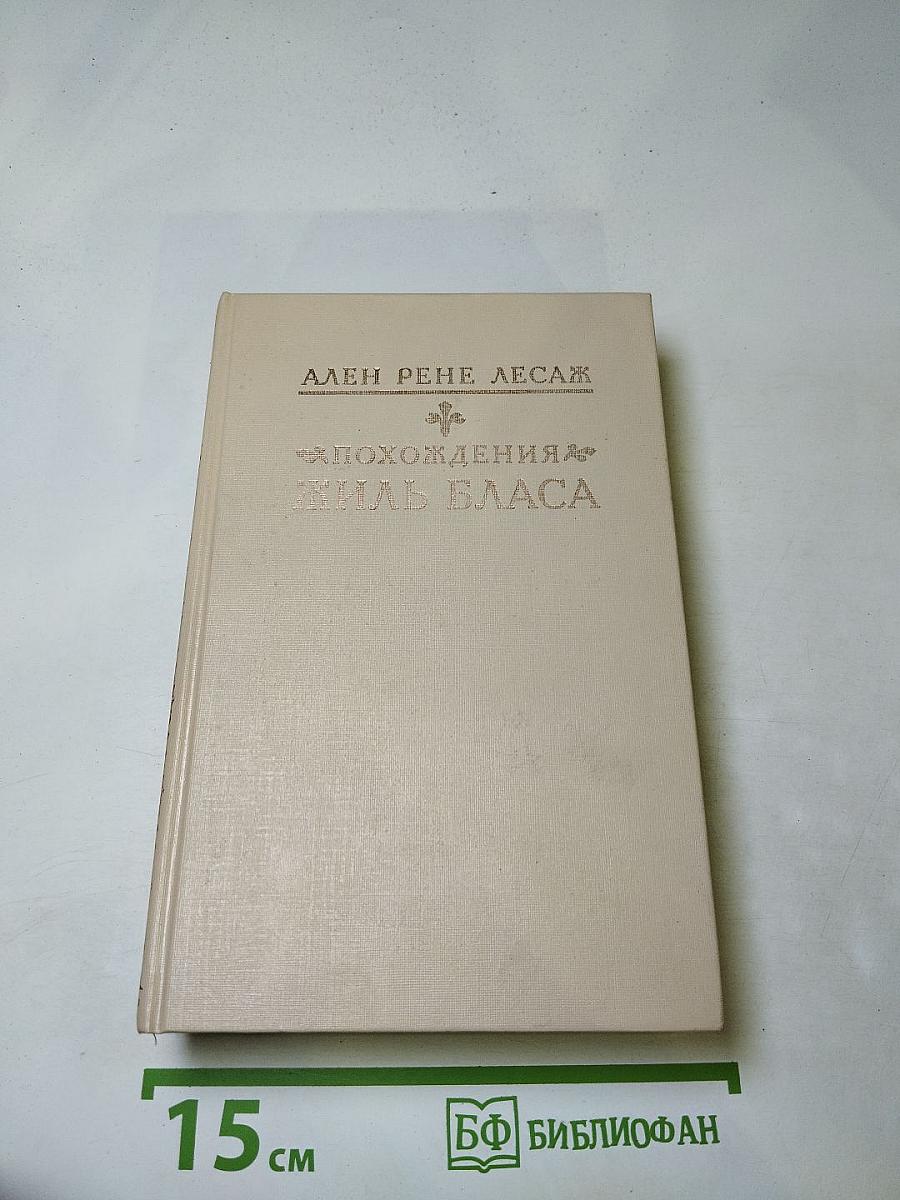 АЛЕН РЕНЕ ЛЕСАЖ
ПОХОЖДЕНИЯ
ЖИЛЬ БЛАСА
15 см
БФ БИБЛИОФАН